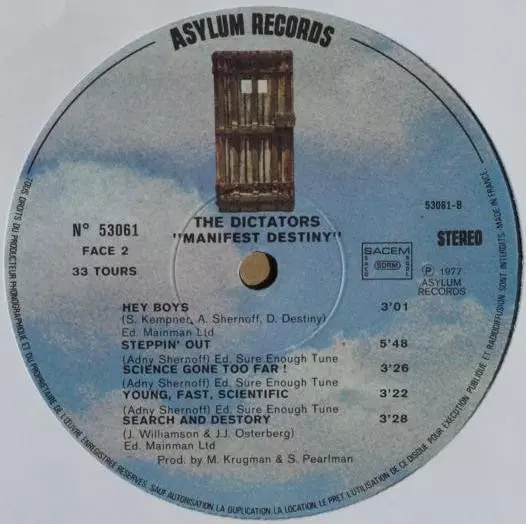 ASYLUM RECORDS
THE DICTATORS
"MANIFEST DESTINY"
N° 53061
FACE 2
33 TOURS
53061-B
STEREO
SACEM
SACD
SDRM
SGDL
℗ 1977
ASYLUM
RECORDS
HEY BOYS 3'01
(S. Kempner, A. Shernoff, D. Destiny)
Ed. Mainman Ltd
STEPPIN' OUT 5'48
(Adny Shernoff) Ed. Sure Enough Tune
SCIENCE GONE TOO FAR ! 3'26
(Adny Shernoff) Ed. Sure Enough Tune
YOUNG, FAST, SCIENTIFIC 3'22
(Adny Shernoff) Ed. Sure Enough Tune
SEARCH AND DESTORY 3'28
(J. Williamson & J.J. Osterberg)
Ed. Mainman Ltd
Prod. by M. Krugman & S. Pearlman
TOUS DROITS DU PRODUCTEUR PHONOGRAPHIQUE ET DU PROPRIETAIRE DE L'ŒUVRE ENREGISTREE RESERVES. SAUF AUTORISATION LA DUPLICATION, LA LOCATION, LE PRET, L'UTILISATION DE CE DISQUE POUR EXECUTION PUBLIQUE ET RADIODIFFUSION SONT INTERDITS - MADE IN FRANCE